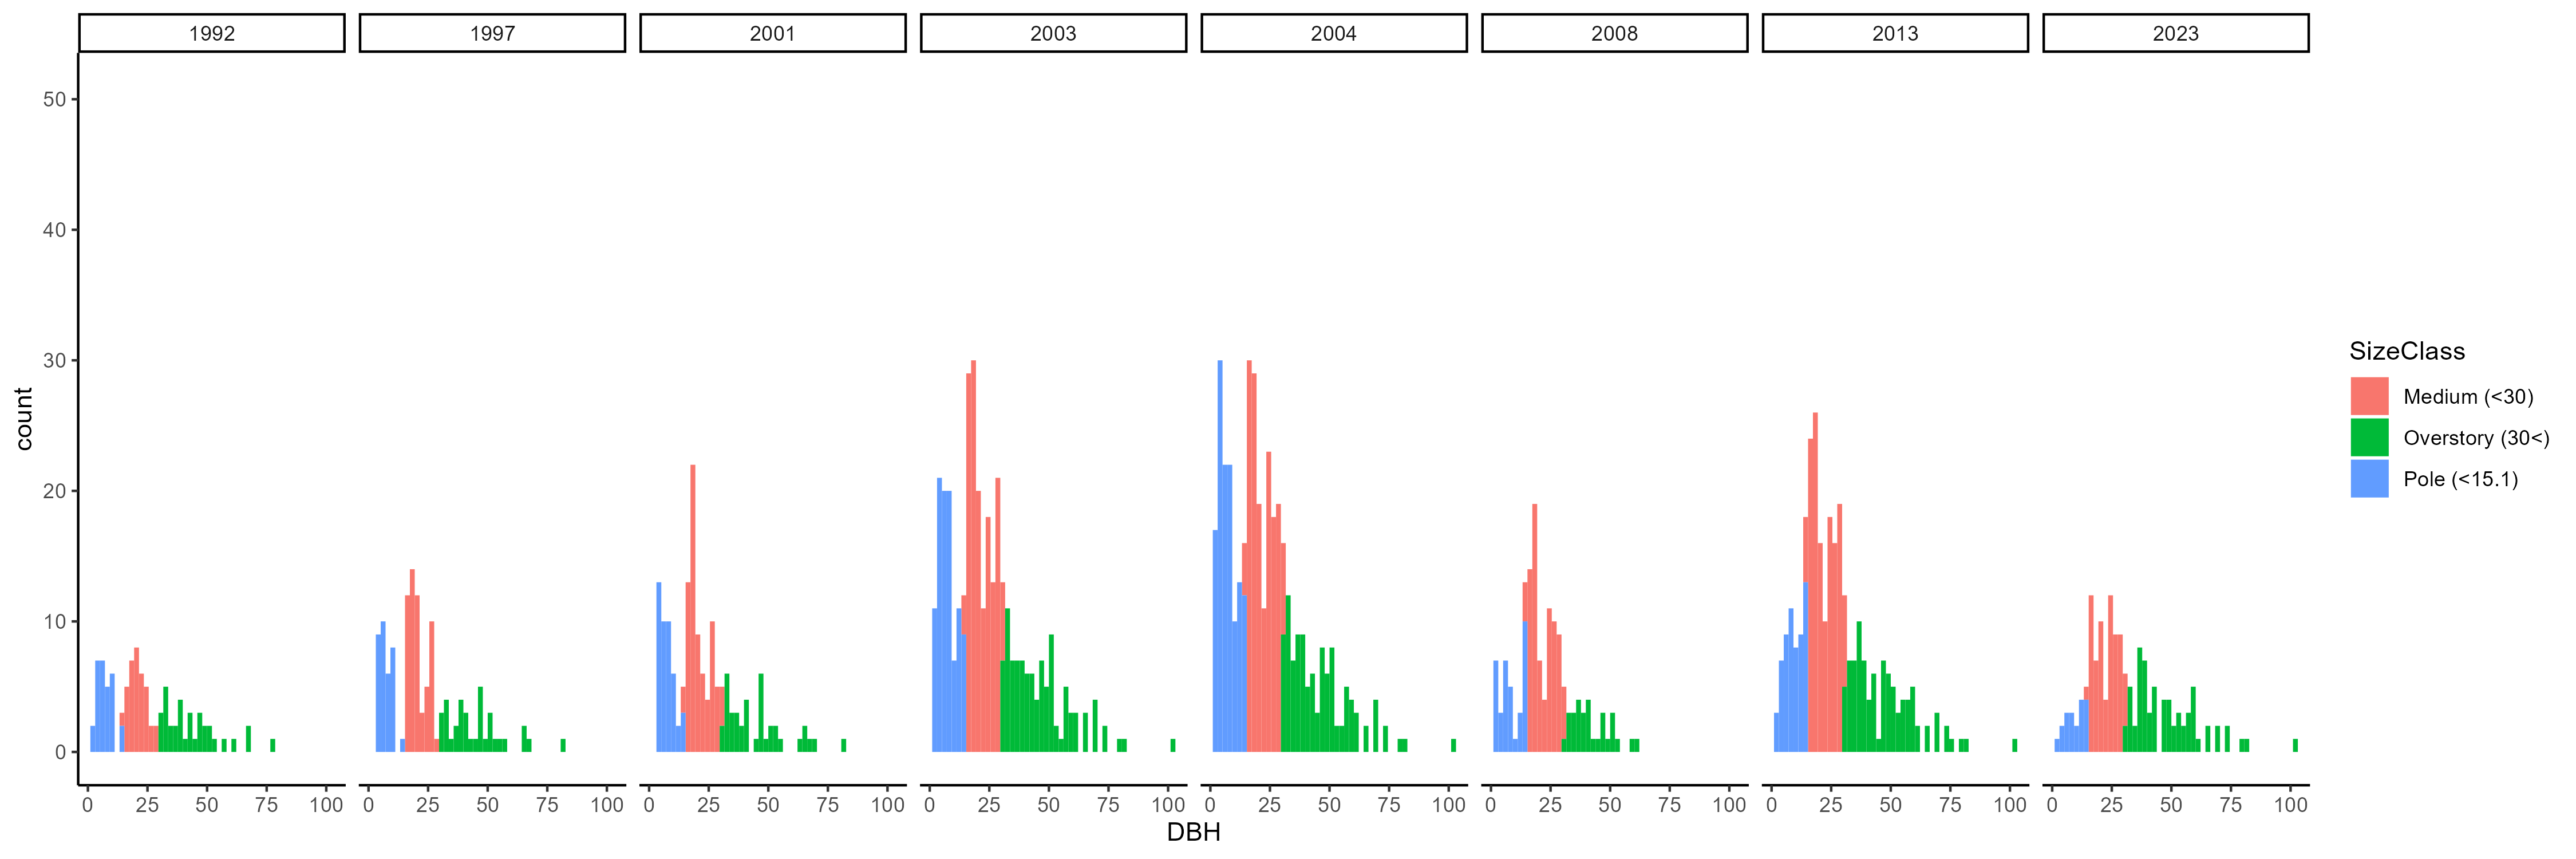 1992 1997 2001 2003 2004 2008 2013 2023
50
40
30
20
10
0
count
0 25 50 75 100 0 25 50 75 100 0 25 50 75 100 0 25 50 75 100 0 25 50 75 100 0 25 50 75 100 0 25 50 75 100 0 25 50 75 100
DBH
SizeClass
Medium (<30)
Overstory (30<)
Pole (<15.1)